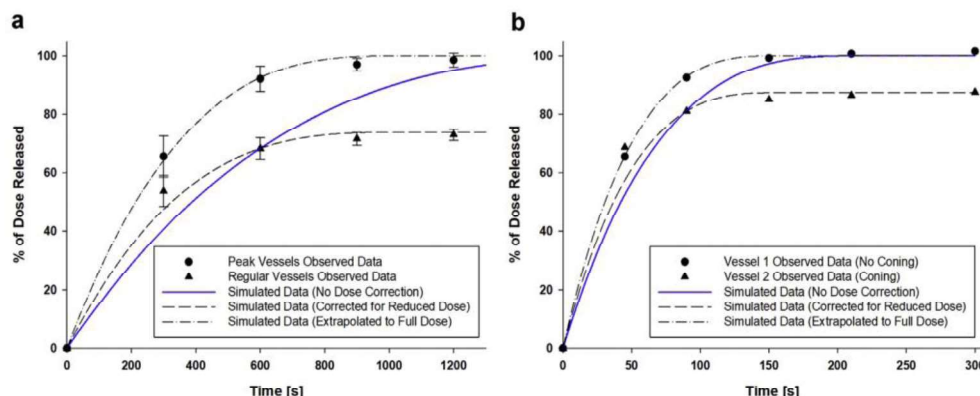 a
% of Dose Released
100
80
60
40
20
0
Peak Vessels Observed Data
Regular Vessels Observed Data
Simulated Data (No Dose Correction)
Simulated Data (Corrected for Reduced Dose)
Simulated Data (Extrapolated to Full Dose)
0 200 400 600 800 1000 1200
Time [s]
b
% of Dose Released
100
80
60
40
20
0
Vessel 1 Observed Data (No Coning)
Vessel 2 Observed Data (Coning)
Simulated Data (No Dose Correction)
Simulated Data (Corrected for Reduced Dose)
Simulated Data (Extrapolated to Full Dose)
0 50 100 150 200 250 300
Time [s]